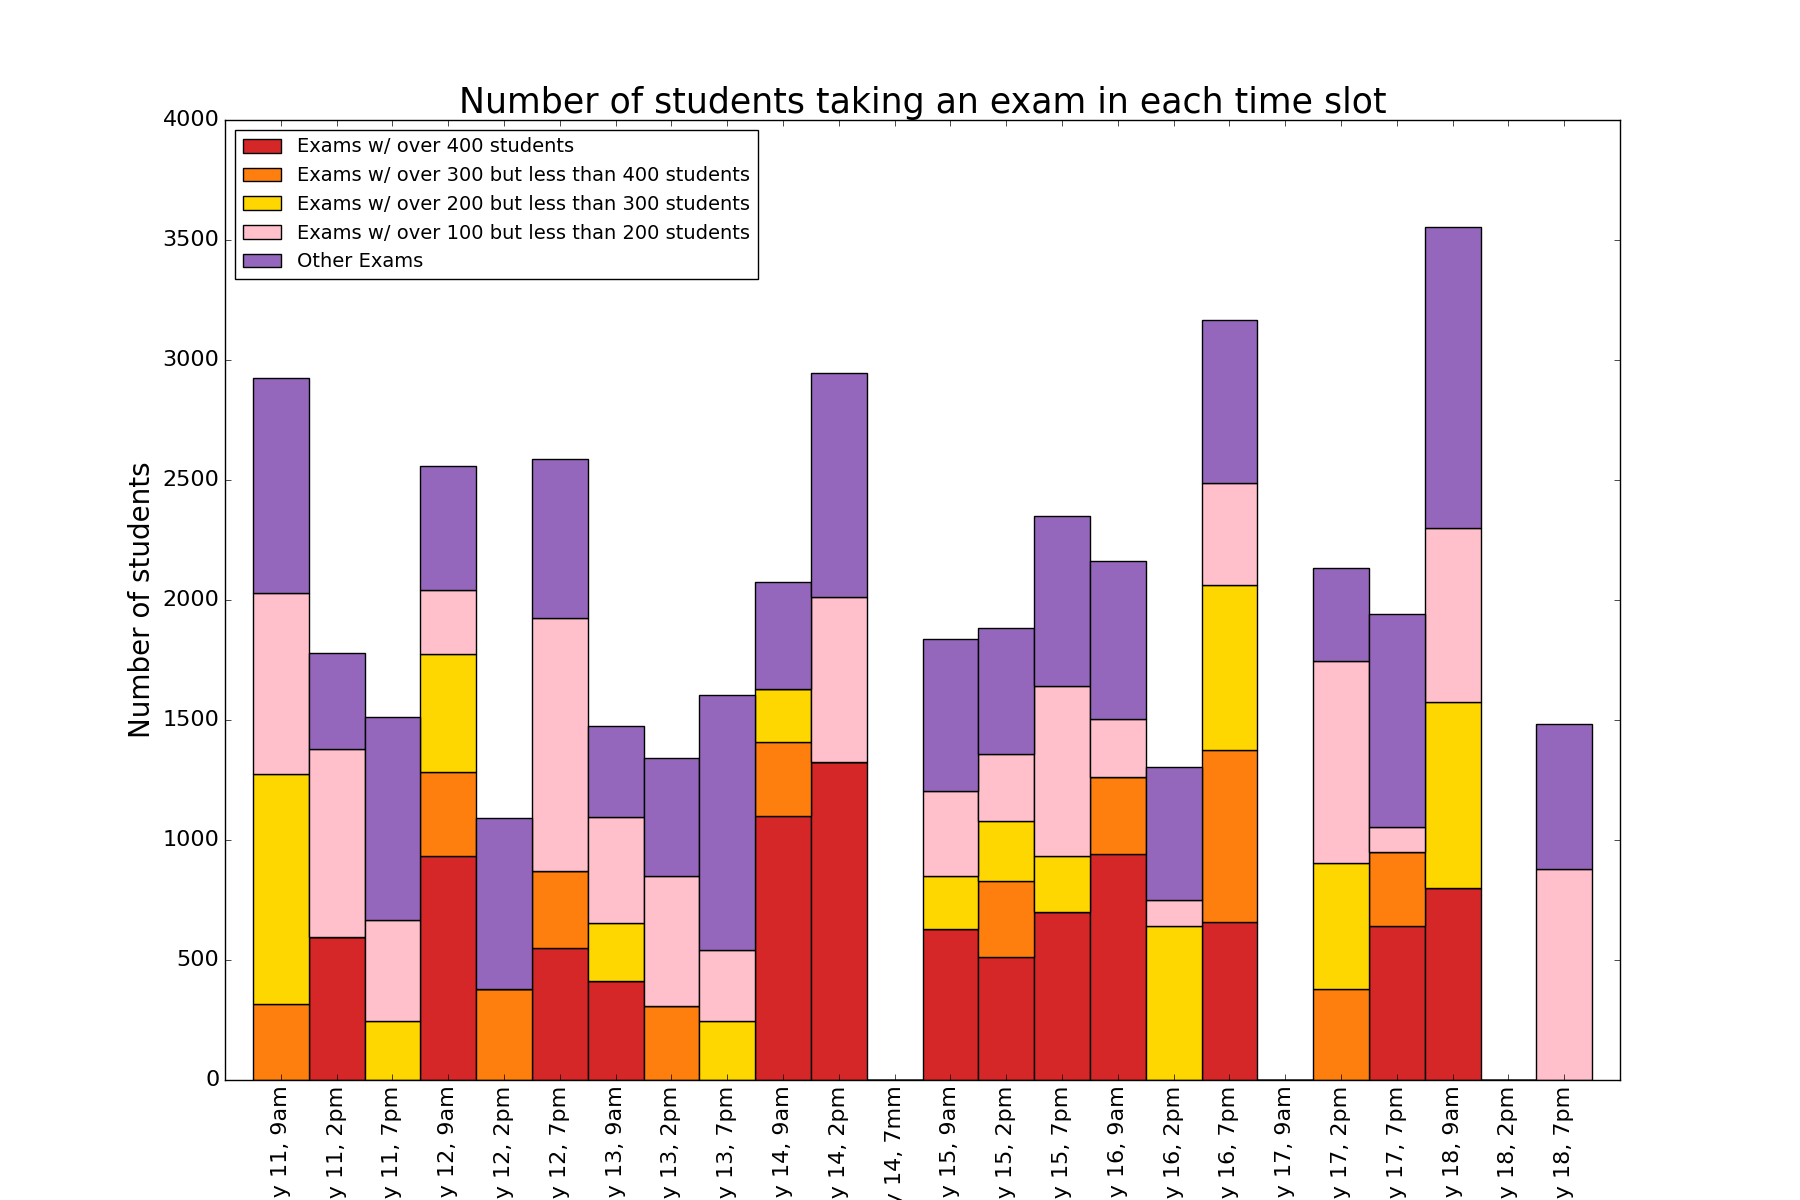 Number of students taking an exam in each time slot
Exams w/ over 400 students
Exams w/ over 300 but less than 400 students
Exams w/ over 200 but less than 300 students
Exams w/ over 100 but less than 200 students
Other Exams
Number of students
4000
3500
3000
2500
2000
1500
1000
500
0
y 11, 9am
y 11, 2pm
y 11, 7pm
y 12, 9am
y 12, 2pm
y 12, 7pm
y 13, 9am
y 13, 2pm
y 13, 7pm
y 14, 9am
y 14, 2pm
y 14, 7mm
y 15, 9am
y 15, 2pm
y 15, 7pm
y 16, 9am
y 16, 2pm
y 16, 7pm
y 17, 9am
y 17, 2pm
y 17, 7pm
y 18, 9am
y 18, 2pm
y 18, 7pm